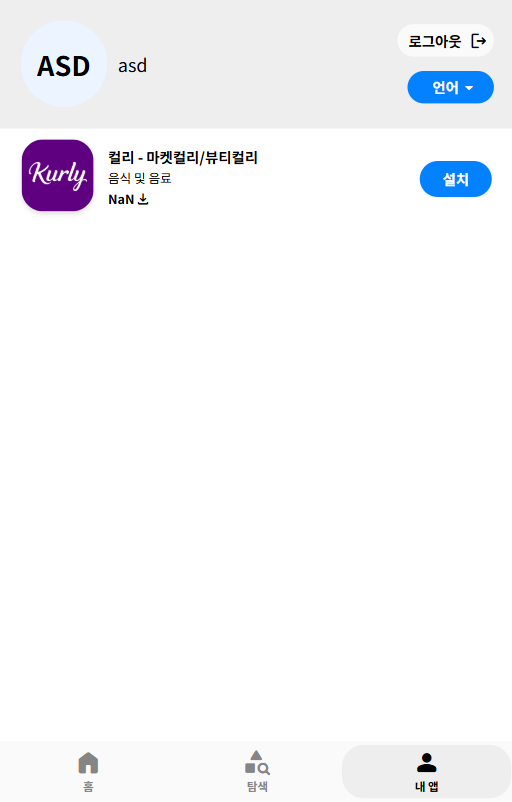 ASD
asd
로그아웃
언어
Kurly
컬리 - 마켓컬리/뷰티컬리
음식 및 음료
NaN
설치
홈
탐색
내 앱